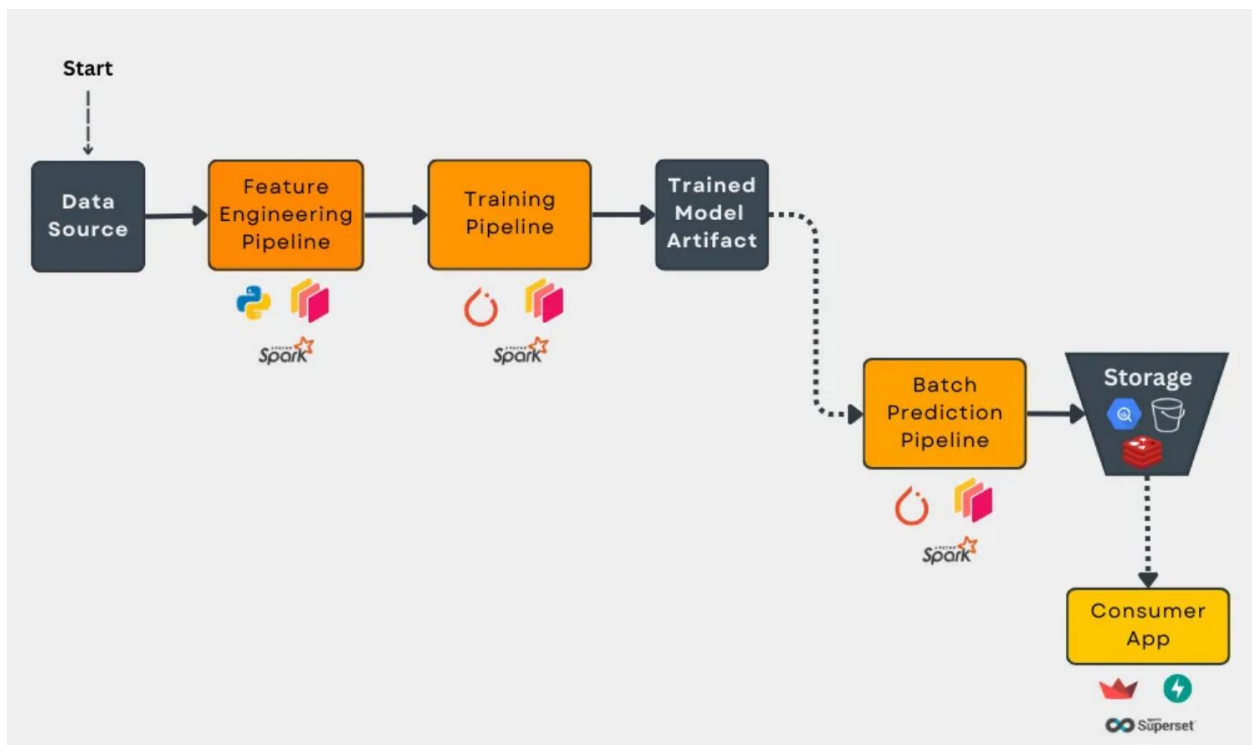 Start
Data
Source
Feature
Engineering
Pipeline
Training
Pipeline
Trained
Model
Artifact
Spark
Spark
Batch
Prediction
Pipeline
Storage
Spark
Consumer
App
Superset